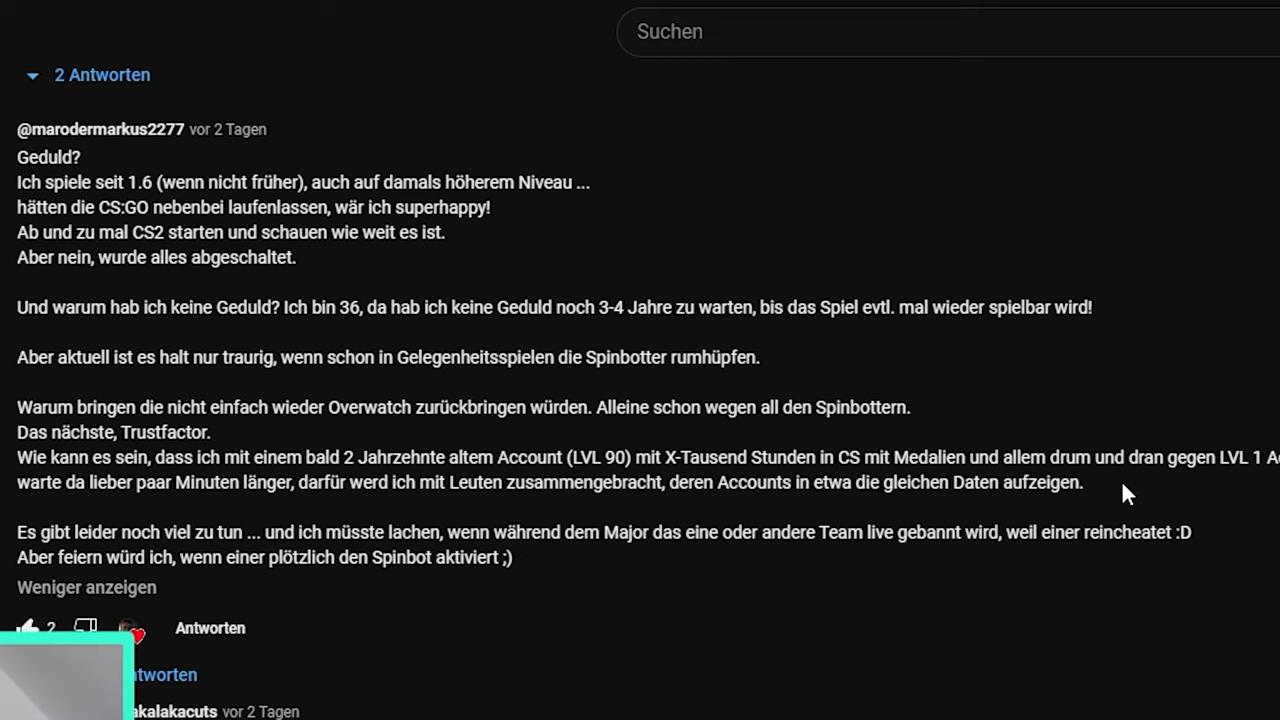 Suchen
2 Antworten
@marodermarkus2277 vor 2 Tagen
Geduld?
Ich spiele seit 1.6 (wenn nicht früher), auch auf damals höherem Niveau ...
hätten die CS:GO nebenbei laufenlassen, wär ich superhappy!
Ab und zu mal CS2 starten und schauen wie weit es ist.
Aber nein, wurde alles abgeschaltet.
Und warum hab ich keine Geduld? Ich bin 36, da hab ich keine Geduld noch 3-4 Jahre zu warten, bis das Spiel evtl. mal wieder spielbar wird!
Aber aktuell ist es halt nur traurig, wenn schon in Gelegenheitsspielen die Spinbotter rumhüpfen.
Warum bringen die nicht einfach wieder Overwatch zurückbringen würden. Alleine schon wegen all den Spinbottern.
Das nächste, Trustfactor.
Wie kann es sein, dass ich mit einem bald 2 Jahrzehnte altem Account (LVL 90) mit X-Tausend Stunden in CS mit Medalien und allem drum und dran gegen LVL 1
warte da lieber paar Minuten länger, darfür werd ich mit Leuten zusammengebracht, deren Accounts in etwa die gleichen Daten aufzeigen.
Es gibt leider noch viel zu tun ... und ich müsste lachen, wenn während dem Major das eine oder andere Team live gebannt wird, weil einer reincheatet :D
Aber feiern würd ich, wenn einer plötzlich den Spinbot aktiviert ;)
Weniger anzeigen
2 Antworten
ntworten
akalakacuts vor 2 Tagen